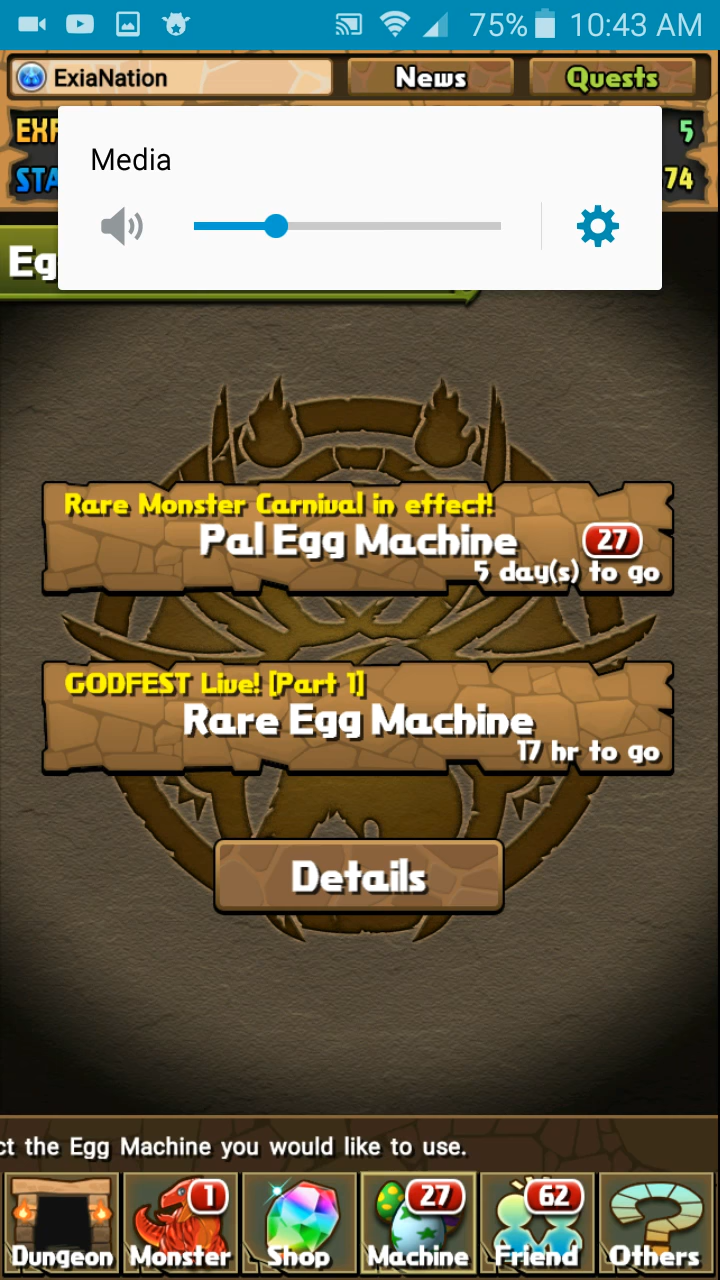 75% 10:43 AM
ExiaNation
News
Quests
5
74
Media
Rare Monster Carnival in effect!
Pal Egg Machine
27
5 day(s) to go
GODFEST Live! [Part 1]
Rare Egg Machine
17 hr to go
Details
the Egg Machine you would like to use.
1
27
62
Dungeon
Monster
Shop
Machine
Friend
Others